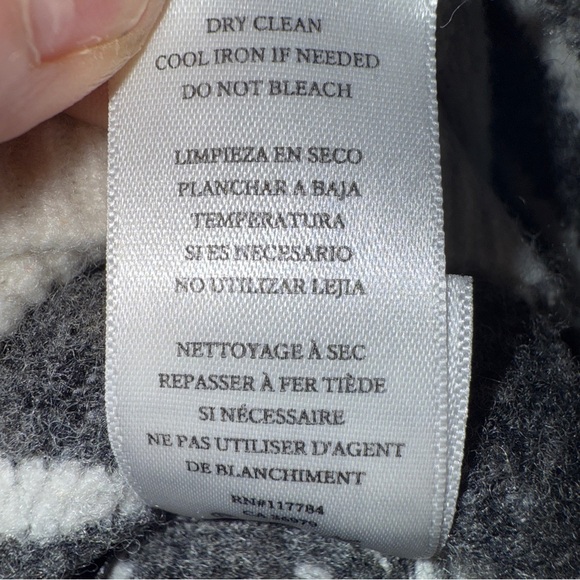 DRY CLEAN
COOL IRON IF NEEDED
DO NOT BLEACH
LIMPIEZA EN SECO
PLANCHAR A BAJA
TEMPERATURA
SI ES NECESARIO
NO UTILIZAR LEJIA
NETTOYAGE À SEC
REPASSER À FER TIÈDE
SI NÉCESSAIRE
NE PAS UTILISER D'AGENT
DE BLANCHIMENT
RN#117784
CA